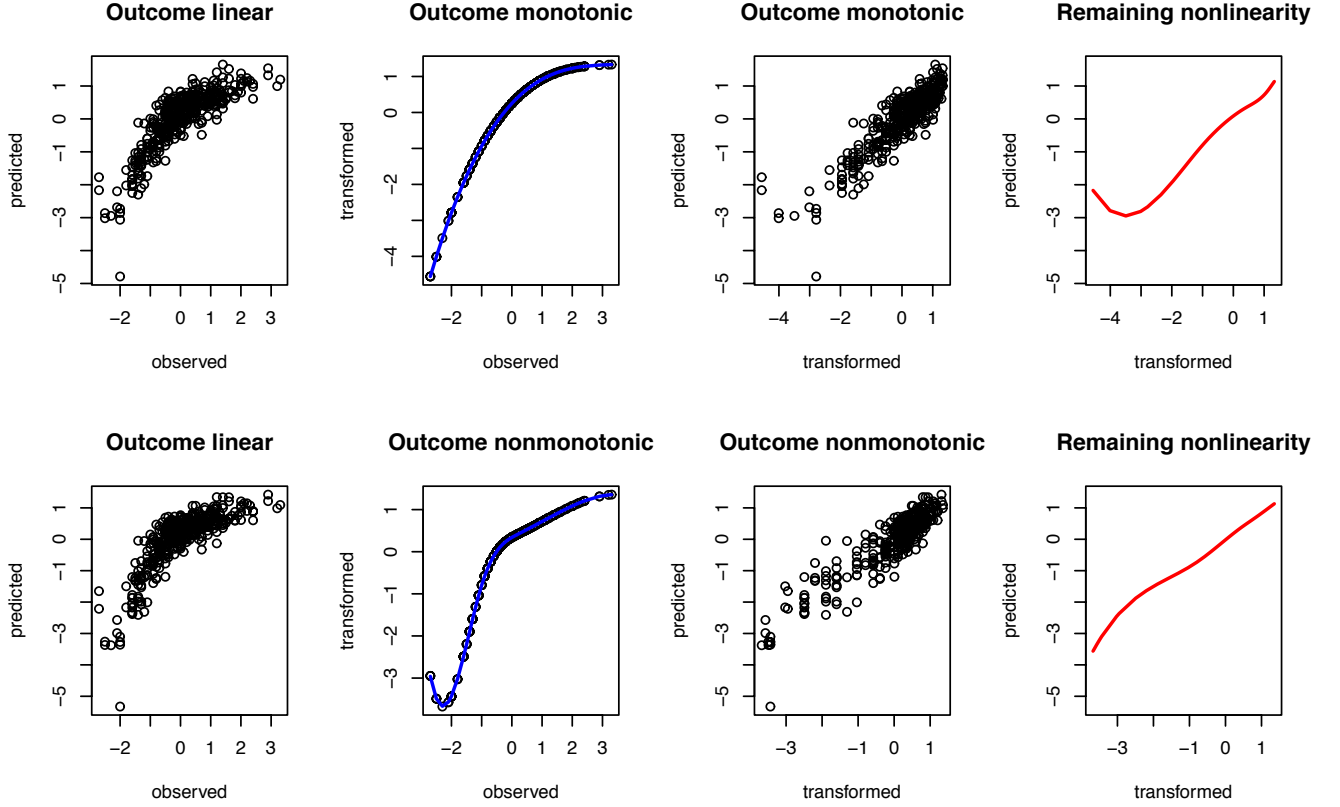 Outcome linear Outcome monotonic Outcome monotonic Remaining nonlinearity
predicted transformed predicted predicted
1 1 1 1
0 0 0 0
−1 −2 −1 −1
−3 −4 −3 −3
−5 −5 −5
−2 0 1 2 3 −2 0 1 2 3 −4 −2 0 1 −4 −2 0 1
observed observed transformed transformed
Outcome linear Outcome nonmonotonic Outcome nonmonotonic Remaining nonlinearity
predicted transformed predicted predicted
1 1 1 1
0 0 0 0
−1 −1 −1 −1
−3 −3 −3 −3
−5 −5 −5
−2 0 1 2 3 −2 0 1 2 3 −3 −1 0 1 −3 −1 0 1
observed observed transformed transformed